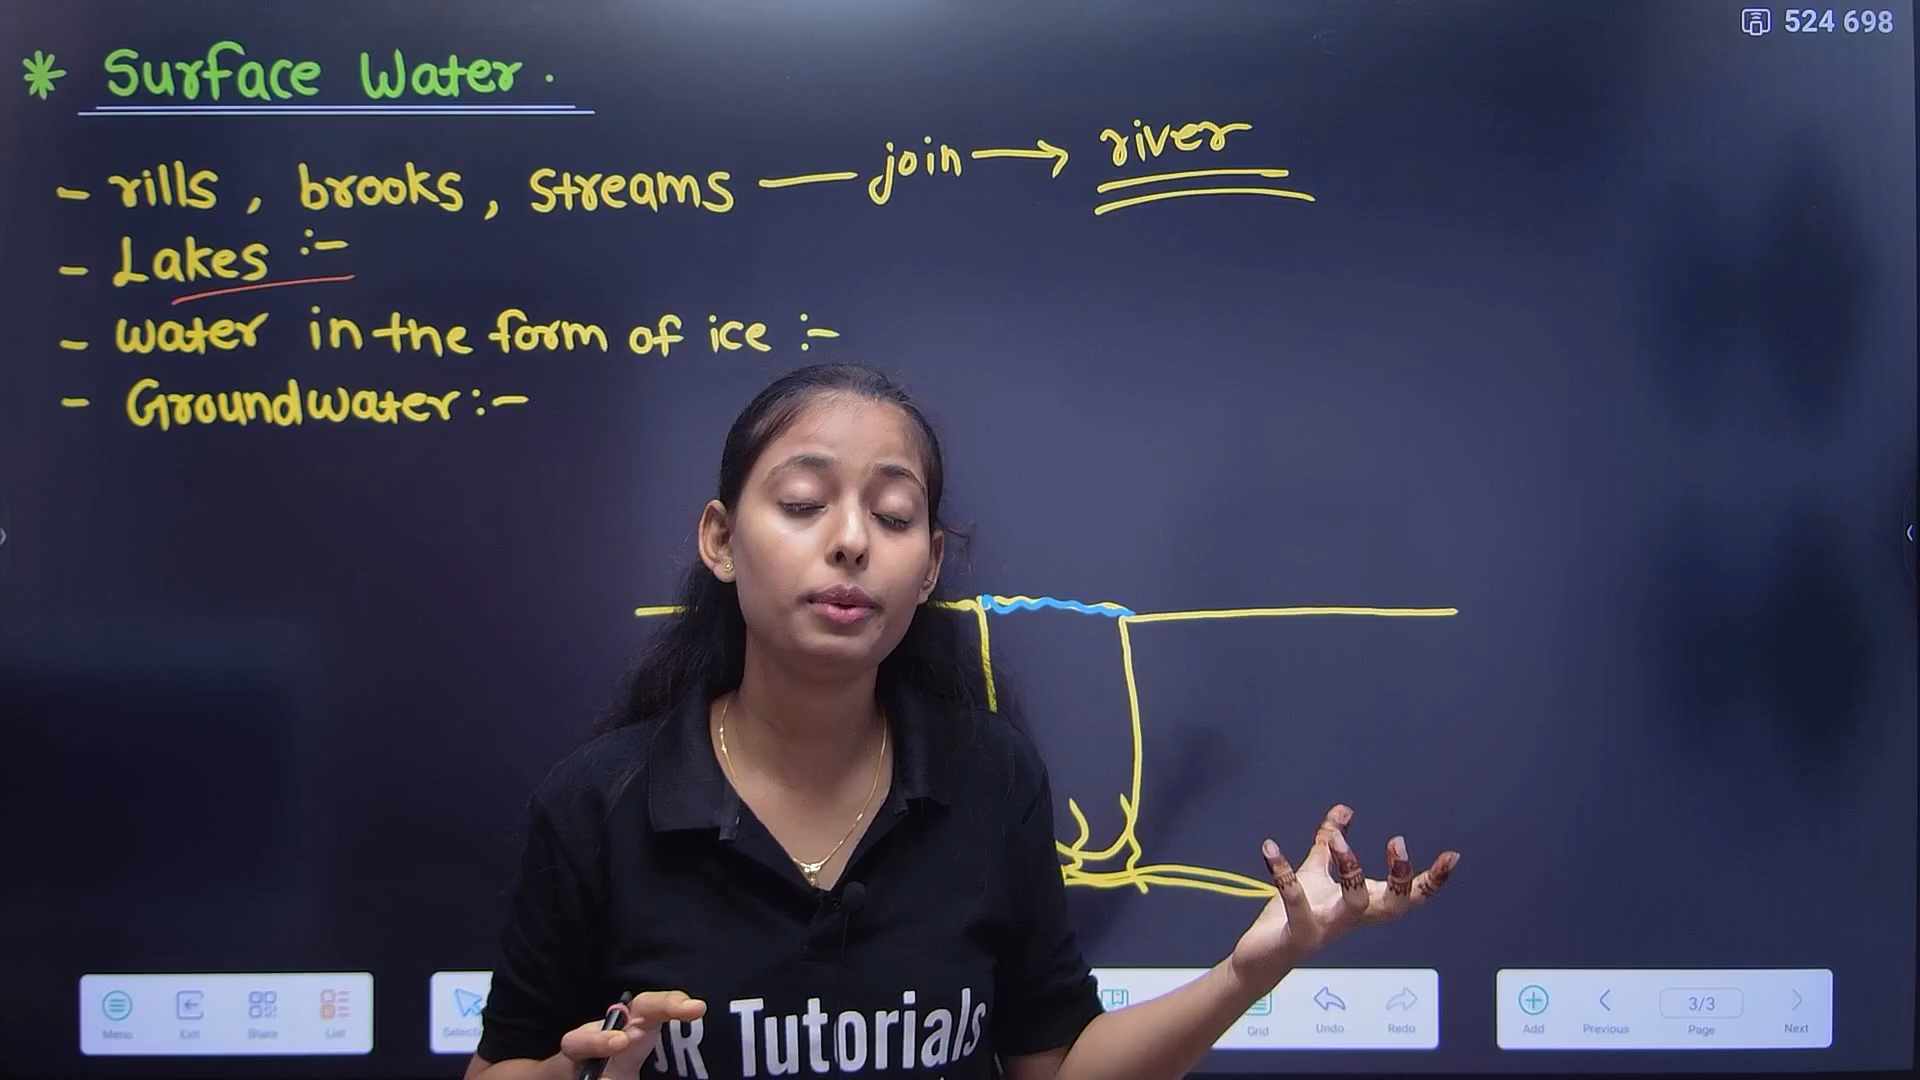 524 698
* Surface Water.
- rills, brooks, streams — join → river
- Lakes :-
- water in the form of ice :-
- Groundwater :-
JR Tutorials
Menu Exit Share List Grid Undo Redo Add Previous 3/3 Page Next